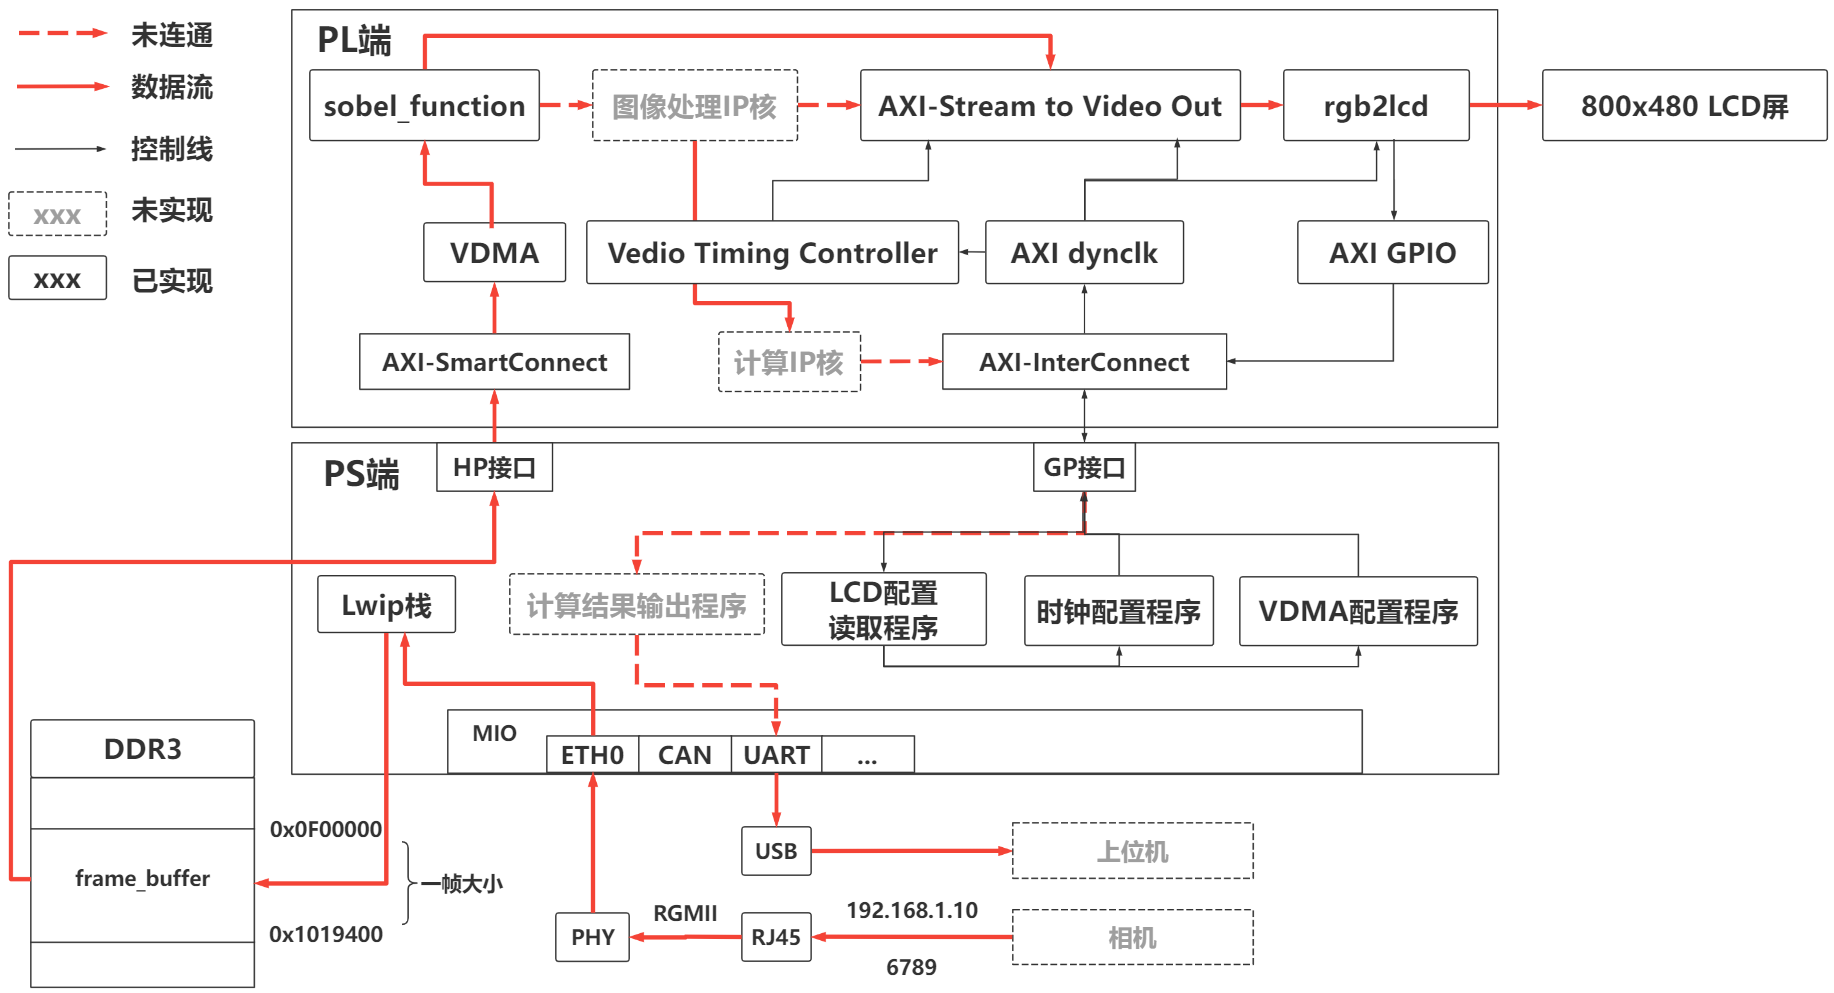 未连通
数据流
控制线
xxx
未实现
xxx
已实现
PL端
sobel_function
图像处理IP核
AXI-Stream to Video Out
rgb2lcd
800x480 LCD屏
VDMA
Vedio Timing Controller
AXI dynclk
AXI GPIO
AXI-SmartConnect
计算IP核
AXI-InterConnect
PS端
HP接口
GP接口
Lwip栈
计算结果输出程序
LCD配置
读取程序
时钟配置程序
VDMA配置程序
MIO
ETH0
CAN
UART
...
DDR3
0x0F00000
frame_buffer
一帧大小
0x1019400
USB
上位机
PHY
RGMII
RJ45
192.168.1.10
6789
相机